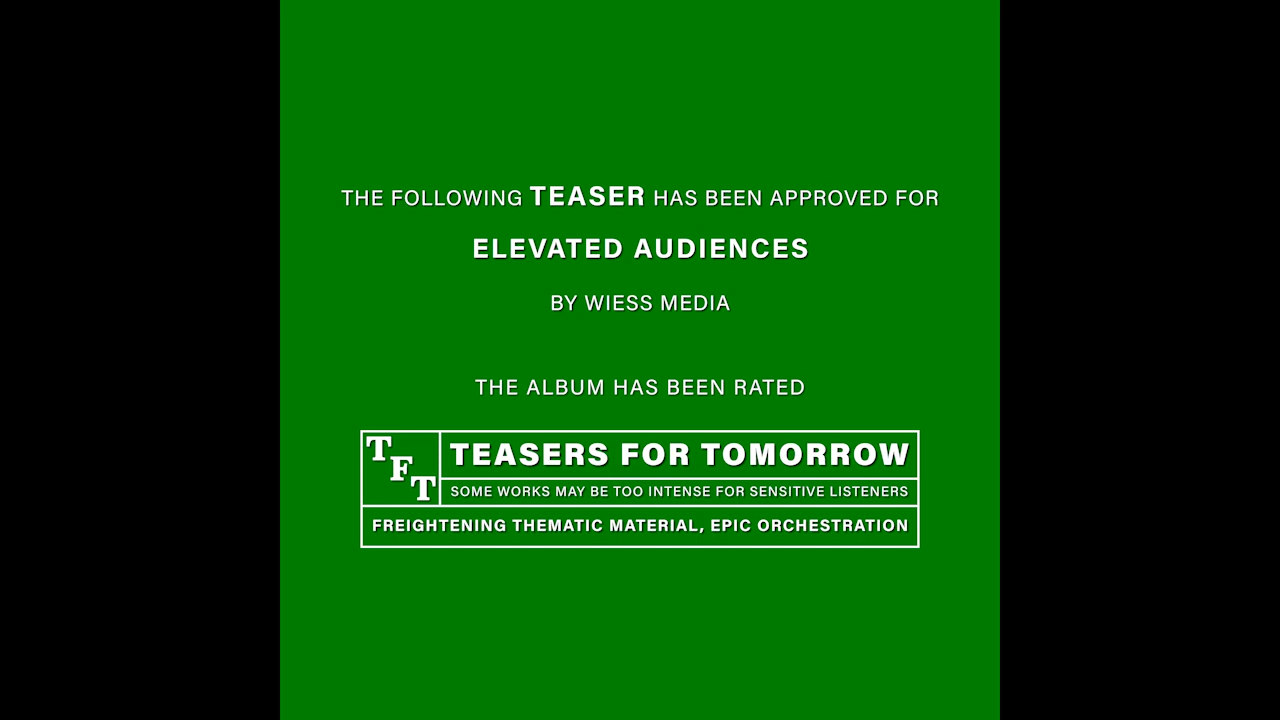 THE FOLLOWING TEASER HAS BEEN APPROVED FOR
ELEVATED AUDIENCES
BY WIESS MEDIA
THE ALBUM HAS BEEN RATED
TFT
TEASERS FOR TOMORROW
SOME WORKS MAY BE TOO INTENSE FOR SENSITIVE LISTENERS
FREIGHTENING THEMATIC MATERIAL, EPIC ORCHESTRATION